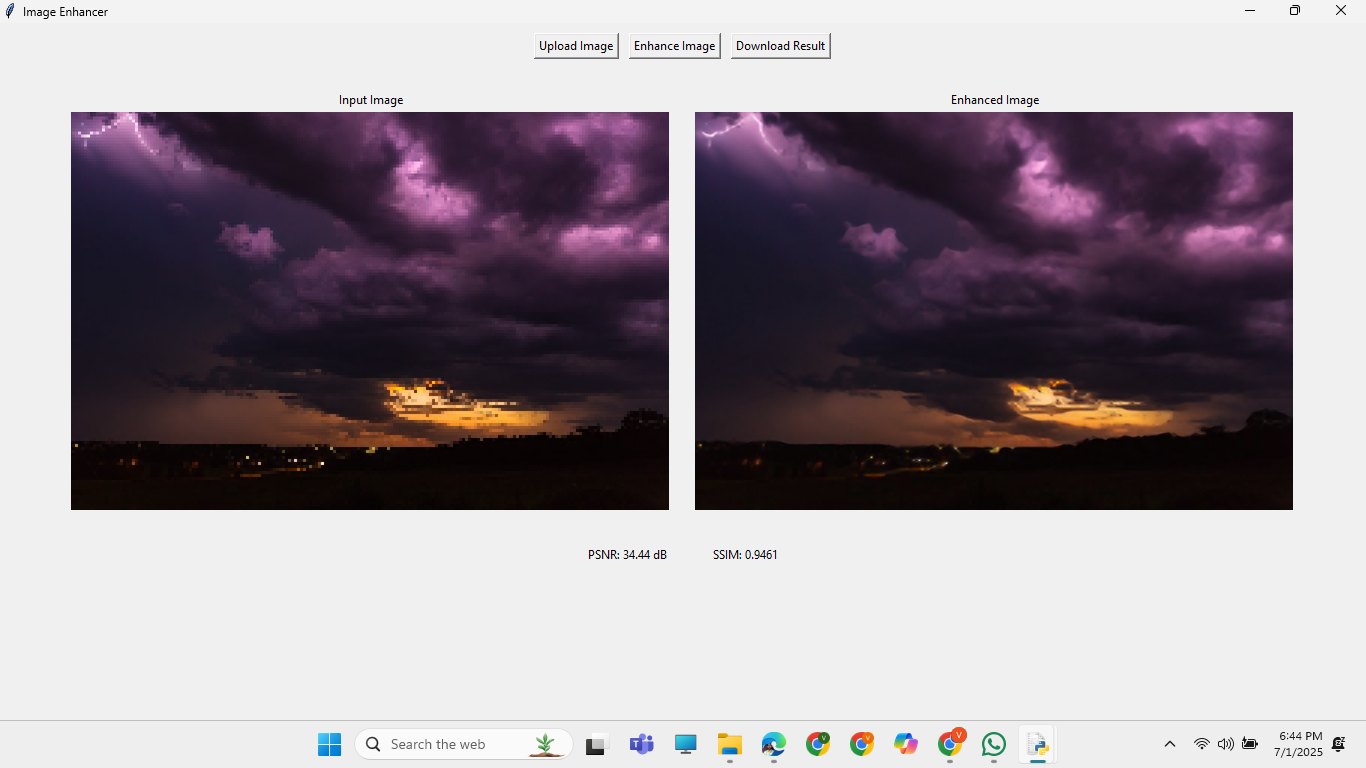 Image Enhancer
Upload Image
Enhance Image
Download Result
Input Image
Enhanced Image
PSNR: 34.44 dB
SSIM: 0.9461
Search the web
V
V
V
6:44 PM
7/1/2025